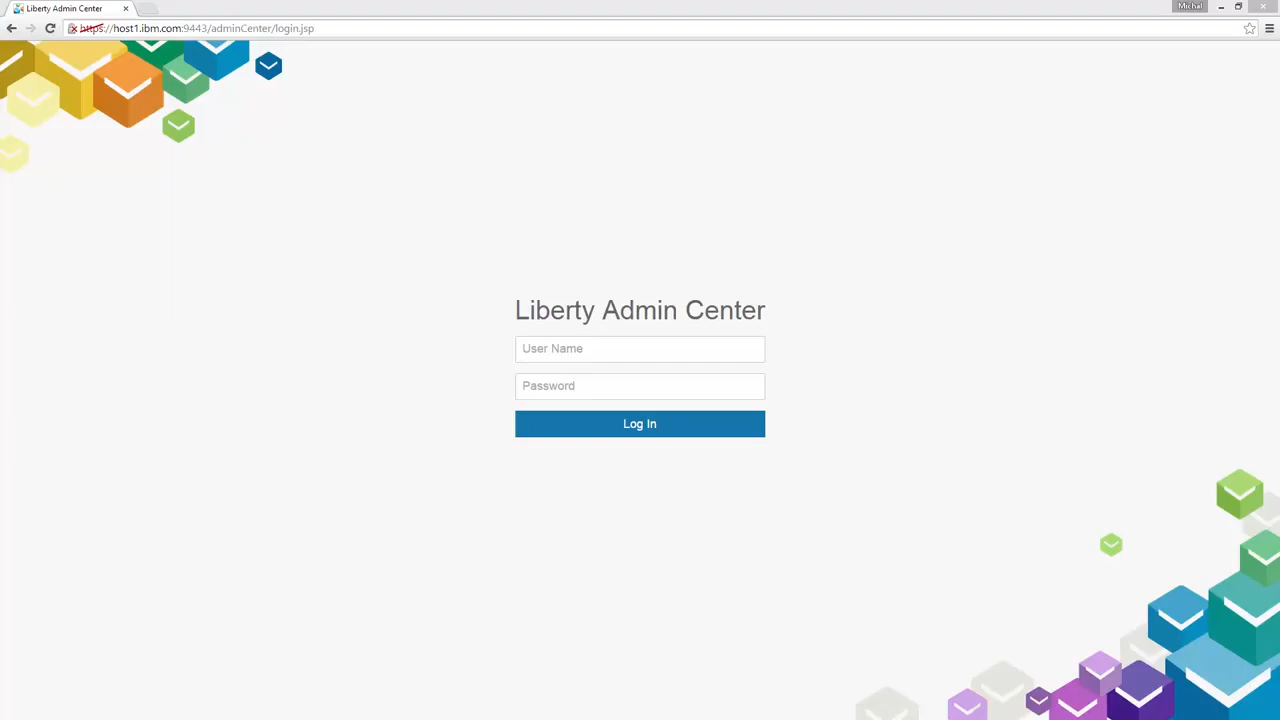 Liberty Admin Center
Michal
https://host1.ibm.com:9443/adminCenter/login.jsp
Liberty Admin Center
User Name
Password
Log In